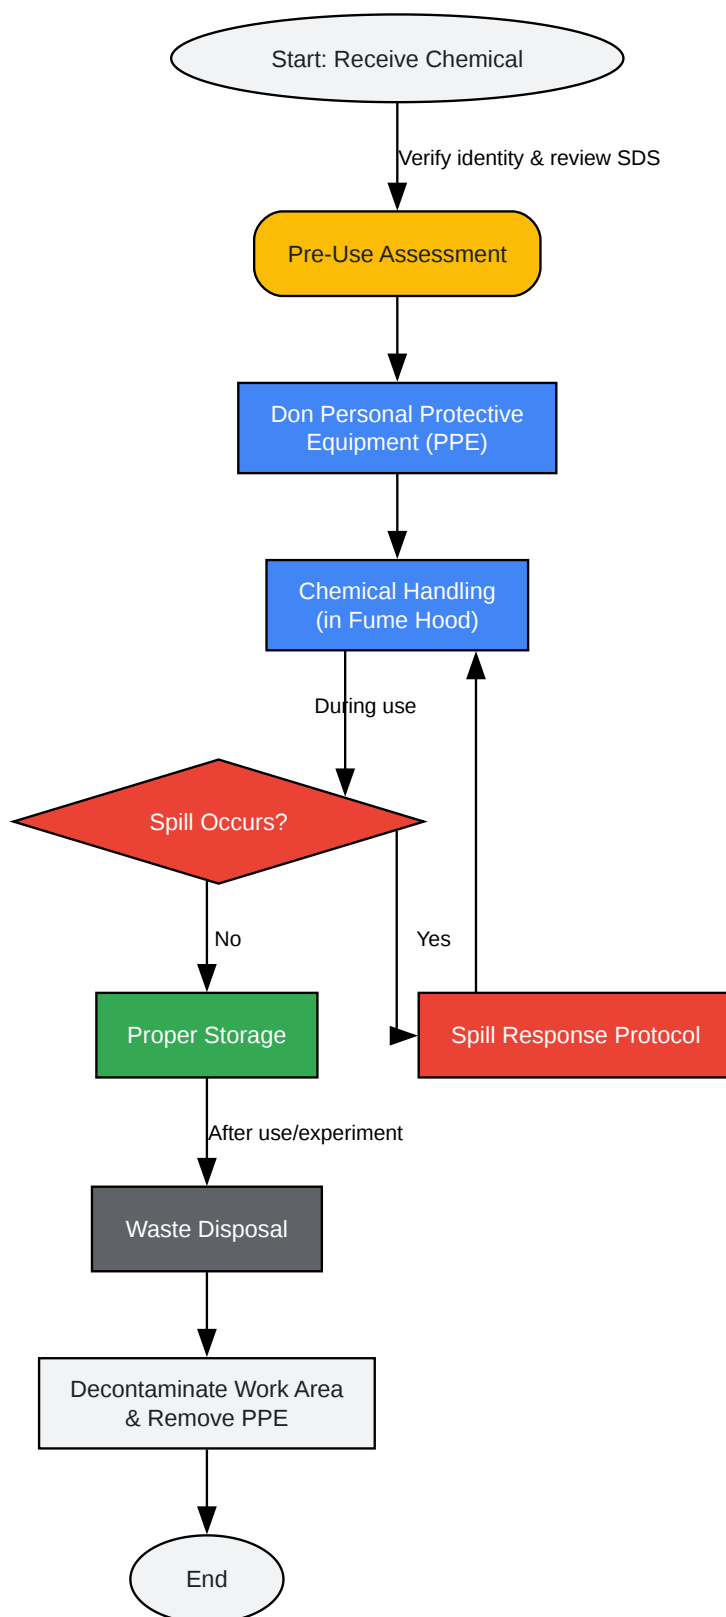 Start: Receive Chemical
Verify identity & review SDS
Pre-Use Assessment
Don Personal Protective
Equipment (PPE)
Chemical Handling
(in Fume Hood)
During use
Spill Occurs?
No
Yes
Proper Storage
Spill Response Protocol
After use/experiment
Waste Disposal
Decontaminate Work Area
& Remove PPE
End